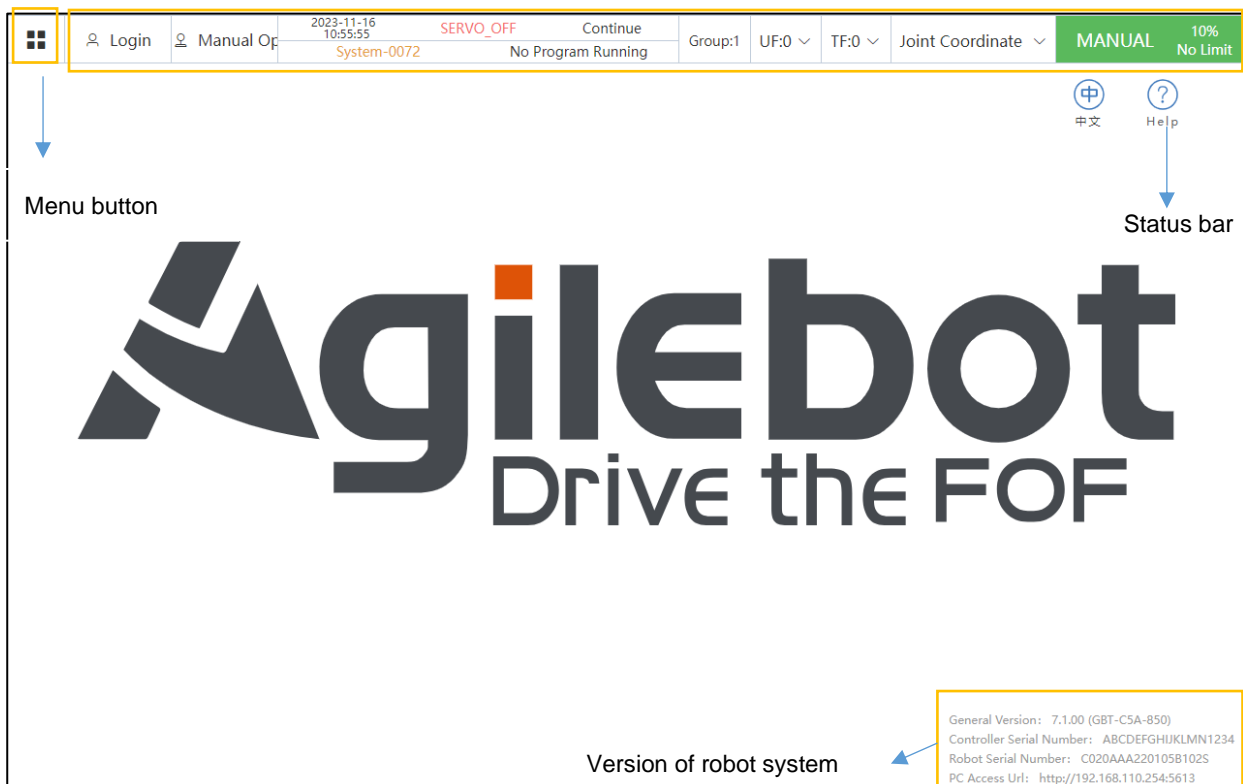 Login
Manual Op
2023-11-16
10:55:55
SERVO_OFF
Continue
System-0072
No Program Running
Group:1
UF:0
TF:0
Joint Coordinate
MANUAL
10%
No Limit
中
?
中文
Help
Menu button
Status bar
Agilebot
Drive the FOF
General Version: 7.1.00 (GBT-C5A-850)
Controller Serial Number: ABCDEFGHIJKLMN1234
Robot Serial Number: C020AAA220105B102S
PC Access Url: http://192.168.110.254:5613
Version of robot system